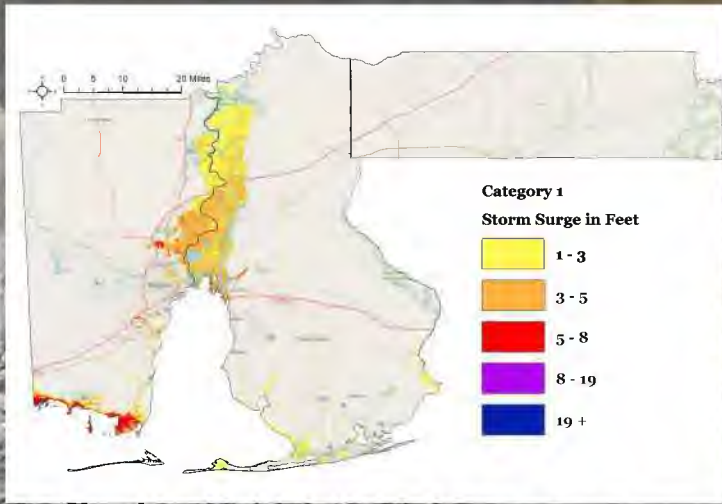 0 5 10 20 Miles
Category 1
Storm Surge in Feet
1 - 3
3 - 5
5 - 8
8 - 19
19 +